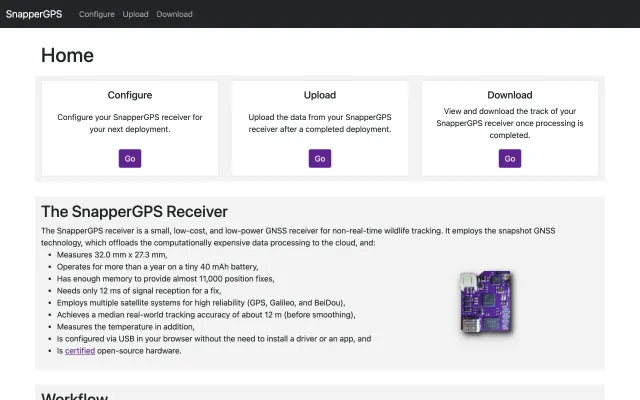 SnapperGPS Configure Upload Download
Home
Configure
Configure your SnapperGPS receiver for
your next deployment.
Go
Upload
Upload the data from your SnapperGPS
receiver after a completed deployment.
Go
Download
View and download the track of your
SnapperGPS receiver once processing is
completed.
Go
The SnapperGPS Receiver
The SnapperGPS receiver is a small, low-cost, and low-power GNSS receiver for non-real-time wildlife tracking. It employs the snapshot GNSS
technology, which offloads the computationally expensive data processing to the cloud, and:
• Measures 32.0 mm x 27.3 mm,
• Operates for more than a year on a tiny 40 mAh battery,
• Has enough memory to provide almost 11,000 position fixes,
• Needs only 12 ms of signal reception for a fix,
• Employs multiple satellite systems for high reliability (GPS, Galileo, and BeiDou),
• Achieves a median real-world tracking accuracy of about 12 m (before smoothing),
• Measures the temperature in addition,
• Is configured via USB in your browser without the need to install a driver or an app, and
• Is certified open-source hardware.
Workflow